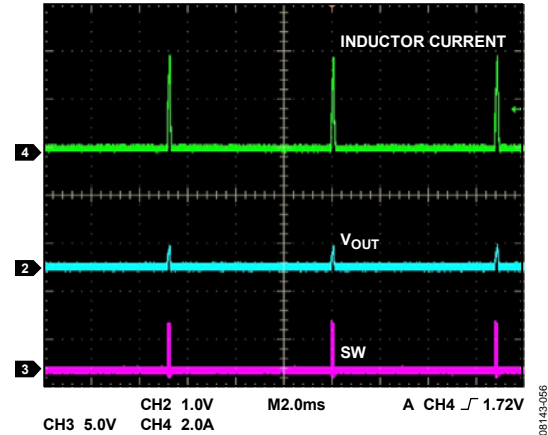 INDUCTOR CURRENT
4
VOUT
2
SW
3
CH2 1.0V M2.0ms A CH4 1.72V
CH3 5.0V CH4 2.0A
08143-056